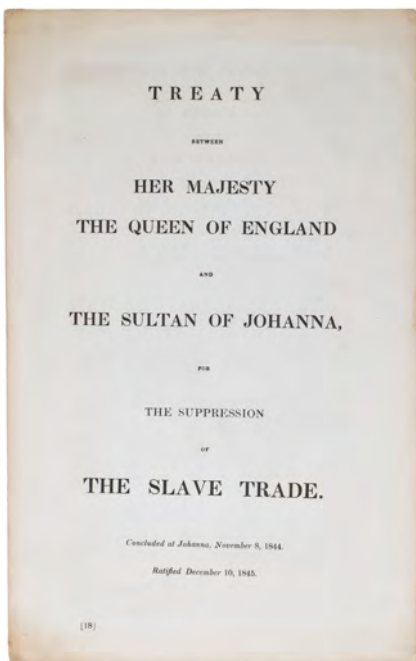 TREATY
BETWEEN
HER MAJESTY
THE QUEEN OF ENGLAND
AND
THE SULTAN OF JOHANNA,
FOR
THE SUPPRESSION
OF
THE SLAVE TRADE.
Concluded at Johanna, November 8, 1844.
Ratified December 10, 1845.
[18]